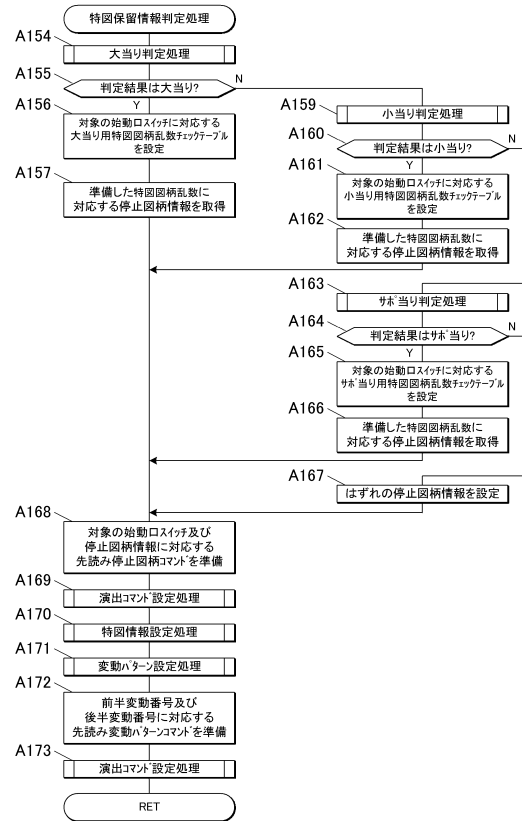 特図保留情報判定処理
A154
大当り判定処理
A155
判定結果は大当り?
N
Y
A156
対象の始動口スイッチに対応する
大当り用特図図柄乱数チェックテーブル
を設定
A157
準備した特図図柄乱数に
対応する停止図柄情報を取得
A159
小当り判定処理
A160
判定結果は小当り?
N
Y
A161
対象の始動口スイッチに対応する
小当り用特図図柄乱数チェックテーブル
を設定
A162
準備した特図図柄乱数に
対応する停止図柄情報を取得
A163
サポ当り判定処理
A164
判定結果はサポ当り?
N
Y
A165
対象の始動口スイッチに対応する
サポ当り用特図図柄乱数チェックテーブル
を設定
A166
準備した特図図柄乱数に
対応する停止図柄情報を取得
A167
はずれの停止図柄情報を設定
A168
対象の始動口スイッチ及び
停止図柄情報に対応する
先読み停止図柄コマンドを準備
A169
演出コマンド設定処理
A170
特図情報設定処理
A171
変動パターン設定処理
A172
前半変動番号及び
後半変動番号に対応する
先読み変動パターンコマンドを準備
A173
演出コマンド設定処理
RET